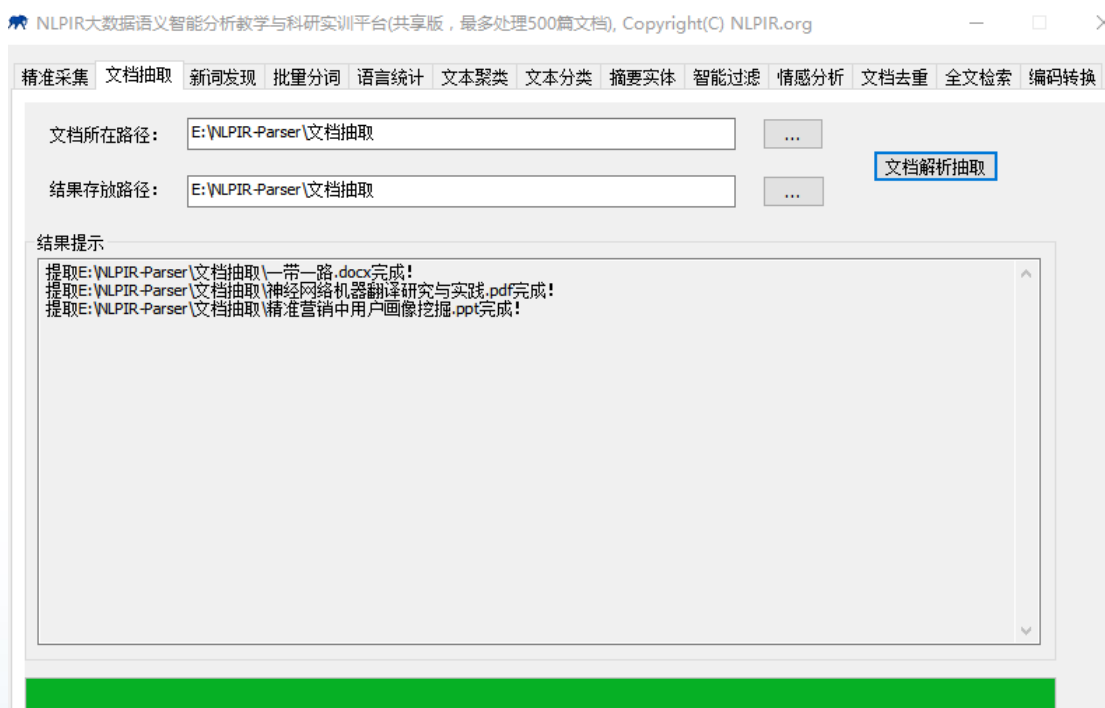 NLPIR大数据语义智能分析教学与科研实训平台(共享版，最多处理500篇文档), Copyright(C) NLPIR.org
精准采集 文档抽取 新词发现 批量分词 语言统计 文本聚类 文本分类 摘要实体 智能过滤 情感分析 文档去重 全文检索 编码转换
文档所在路径： E:\NLPIR-Parser\文档抽取 ...
文档解析抽取
结果存放路径： E:\NLPIR-Parser\文档抽取 ...
结果提示
提取E:\NLPIR-Parser\文档抽取\一带一路.docx完成！
提取E:\NLPIR-Parser\文档抽取\神经网络机器翻译研究与实践.pdf完成！
提取E:\NLPIR-Parser\文档抽取\精准营销中用户画像挖掘.ppt完成！